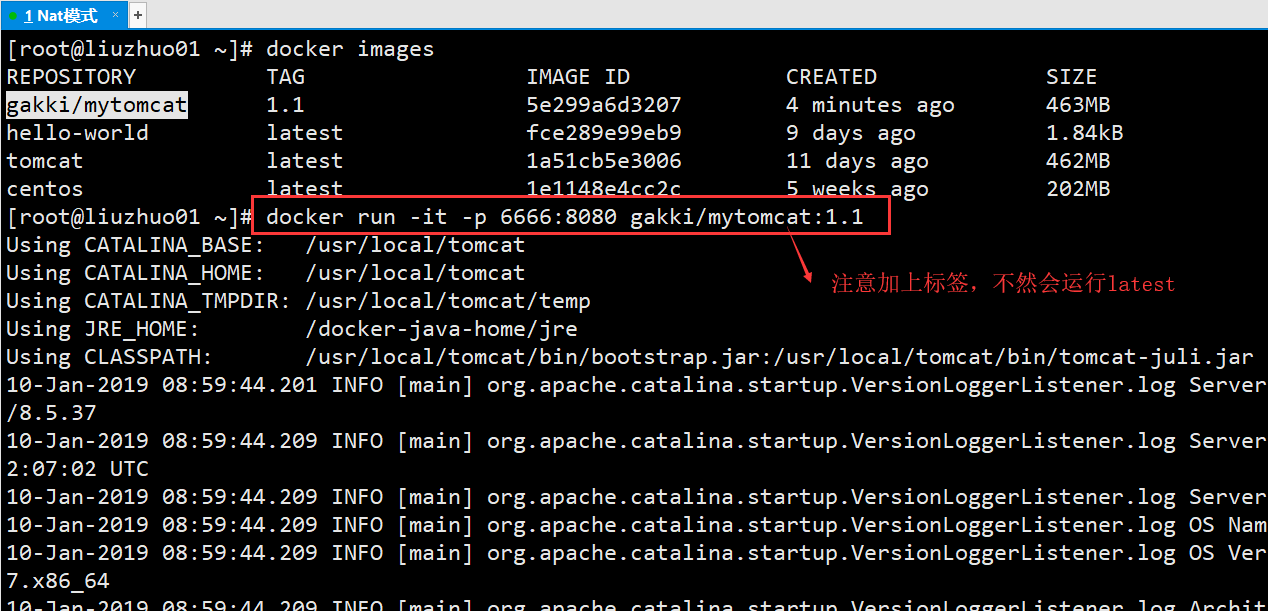 1 Nat模式 × +
[root@liuzhuo01 ~]# docker images
REPOSITORY TAG IMAGE ID CREATED SIZE
gakki/mytomcat 1.1 5e299a6d3207 4 minutes ago 463MB
hello-world latest fce289e99eb9 9 days ago 1.84kB
tomcat latest 1a51cb5e3006 11 days ago 462MB
centos latest 1e1148e4cc2c 5 weeks ago 202MB
[root@liuzhuo01 ~]# docker run -it -p 6666:8080 gakki/mytomcat:1.1
Using CATALINA_BASE: /usr/local/tomcat
Using CATALINA_HOME: /usr/local/tomcat
注意加上标签，不然会运行latest
Using CATALINA_TMPDIR: /usr/local/tomcat/temp
Using JRE_HOME: /docker-java-home/jre
Using CLASSPATH: /usr/local/tomcat/bin/bootstrap.jar:/usr/local/tomcat/bin/tomcat-juli.jar
10-Jan-2019 08:59:44.201 INFO [main] org.apache.catalina.startup.VersionLoggerListener.log Server
/8.5.37
10-Jan-2019 08:59:44.209 INFO [main] org.apache.catalina.startup.VersionLoggerListener.log Server
2:07:02 UTC
10-Jan-2019 08:59:44.209 INFO [main] org.apache.catalina.startup.VersionLoggerListener.log Server
10-Jan-2019 08:59:44.209 INFO [main] org.apache.catalina.startup.VersionLoggerListener.log OS Nam
10-Jan-2019 08:59:44.209 INFO [main] org.apache.catalina.startup.VersionLoggerListener.log OS Ver
7.x86_64
10-Jan-2019 08:59:44.209 INFO [main] org.apache.catalina.startup.VersionLoggerListener.log Archit